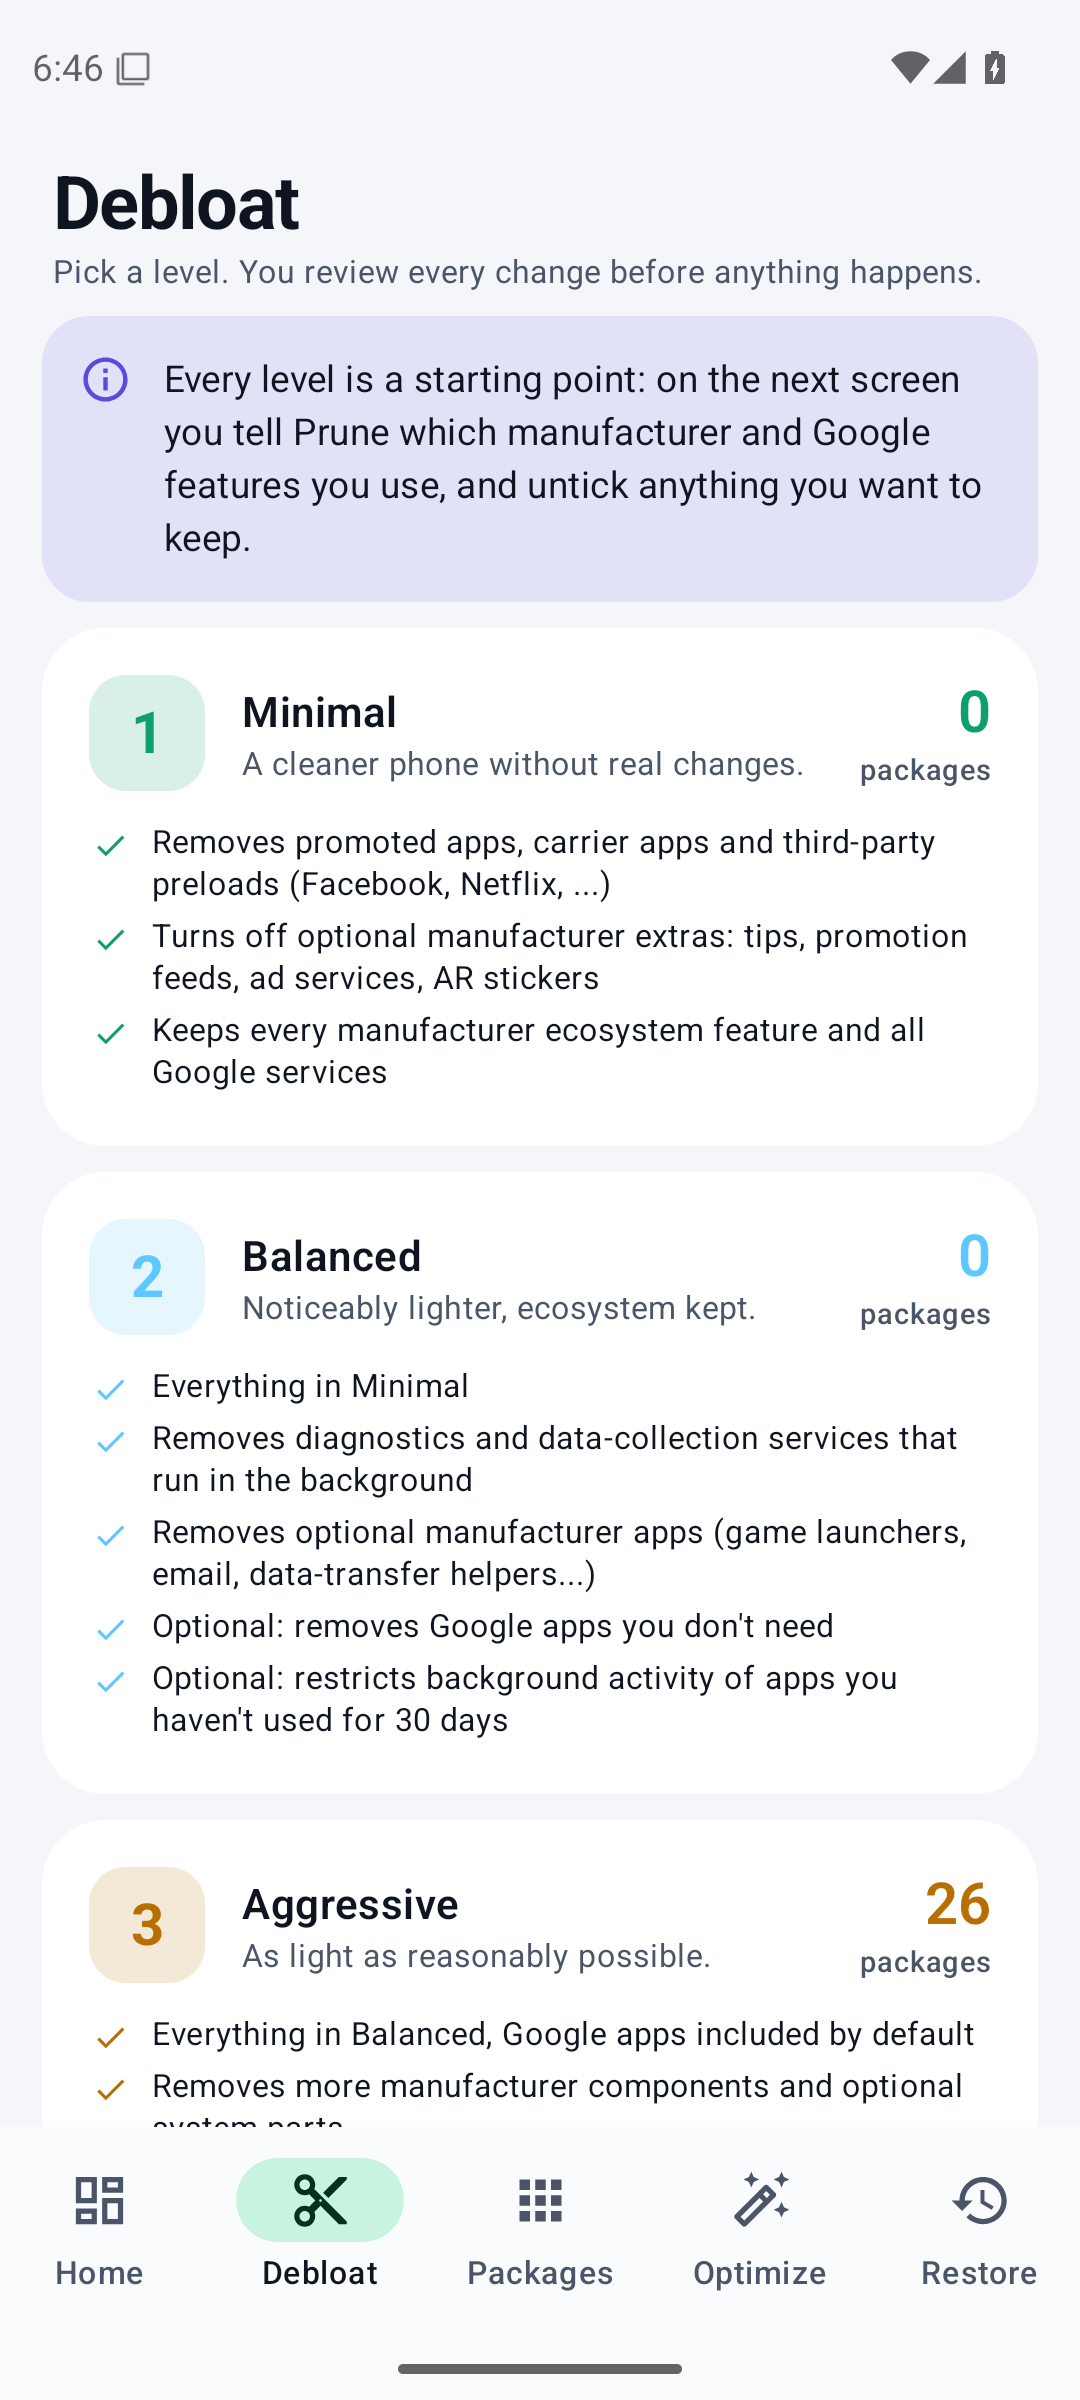 6:46
Debloat
Pick a level. You review every change before anything happens.
Every level is a starting point: on the next screen
you tell Prune which manufacturer and Google
features you use, and untick anything you want to
keep.
1
Minimal
0
A cleaner phone without real changes.
packages
Removes promoted apps, carrier apps and third-party
preloads (Facebook, Netflix, ...)
Turns off optional manufacturer extras: tips, promotion
feeds, ad services, AR stickers
Keeps every manufacturer ecosystem feature and all
Google services
2
Balanced
0
Noticeably lighter, ecosystem kept.
packages
Everything in Minimal
Removes diagnostics and data-collection services that
run in the background
Removes optional manufacturer apps (game launchers,
email, data-transfer helpers...)
Optional: removes Google apps you don't need
Optional: restricts background activity of apps you
haven't used for 30 days
3
Aggressive
26
As light as reasonably possible.
packages
Everything in Balanced, Google apps included by default
Removes more manufacturer components and optional
system parts
Home
Debloat
Packages
Optimize
Restore